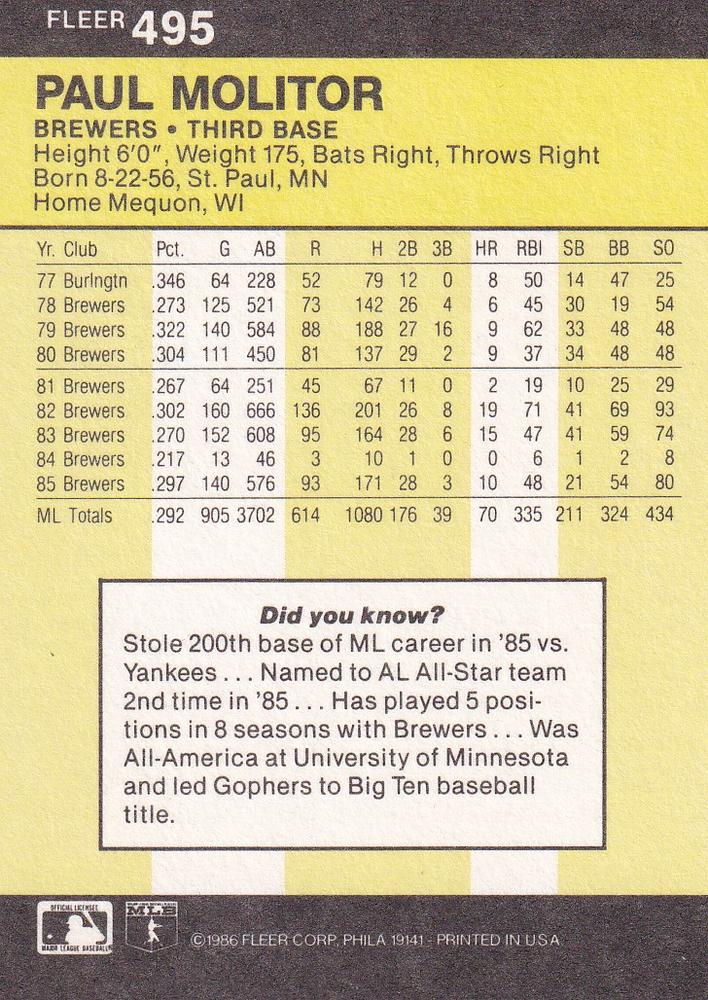 FLEER 495
PAUL MOLITOR
BREWERS • THIRD BASE
Height 6'0", Weight 175, Bats Right, Throws Right
Born 8-22-56, St. Paul, MN
Home Mequon, WI
Yr. Club Pct. G AB R H 2B 3B HR RBI SB BB SO
77 Burlngtn .346 64 228 52 79 12 0 8 50 14 47 25
78 Brewers .273 125 521 73 142 26 4 6 45 30 19 54
79 Brewers .322 140 584 88 188 27 16 9 62 33 48 48
80 Brewers .304 111 450 81 137 29 2 9 37 34 48 48
81 Brewers .267 64 251 45 67 11 0 2 19 10 25 29
82 Brewers .302 160 666 136 201 26 8 19 71 41 69 93
83 Brewers .270 152 608 95 164 28 6 15 47 41 59 74
84 Brewers .217 13 46 3 10 1 0 0 6 1 2 8
85 Brewers .297 140 576 93 171 28 3 10 48 21 54 80
ML Totals .292 905 3702 614 1080 176 39 70 335 211 324 434
Did you know?
Stole 200th base of ML career in '85 vs.
Yankees . . . Named to AL All-Star team
2nd time in '85 . . . Has played 5 posi-
tions in 8 seasons with Brewers . . . Was
All-America at University of Minnesota
and led Gophers to Big Ten baseball
title.
OFFICIAL LICENSEE
MAJOR LEAGUE BASEBALL
MLB
©1986 FLEER CORP, PHILA 19141 - PRINTED IN U.S.A.